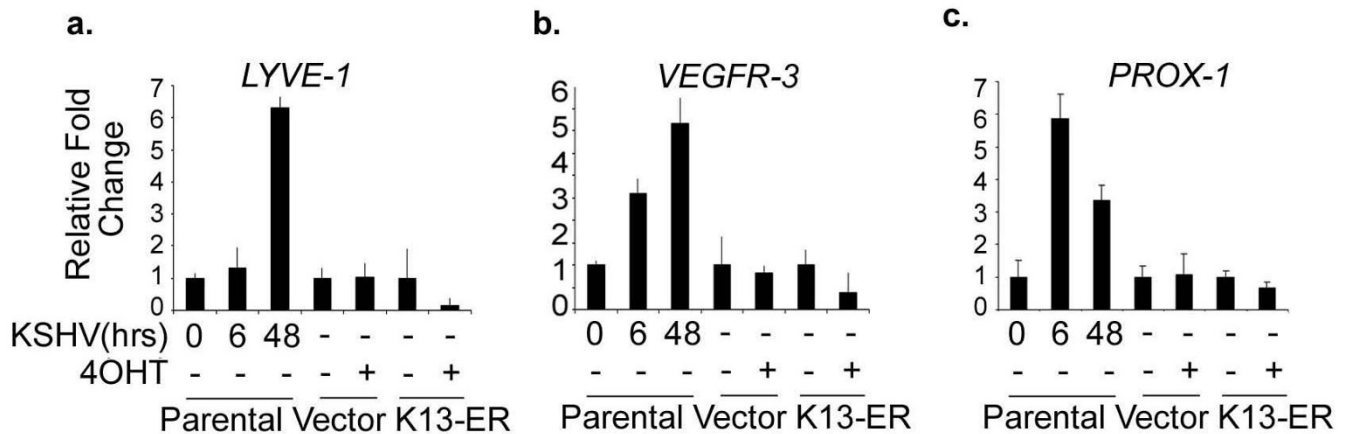 a.
LYVE-1
Relative Fold
Change
7
6
5
4
3
2
1
0
KSHV(hrs) 0 6 48 - - - -
4OHT - - - - + - +
Parental Vector K13-ER
b.
VEGFR-3
6
5
4
3
2
1
0
0 6 48 - - - -
- - - - + - +
Parental Vector K13-ER
c.
PROX-1
7
6
5
4
3
2
1
0
0 6 48 - - - -
- - - - + - +
Parental Vector K13-ER